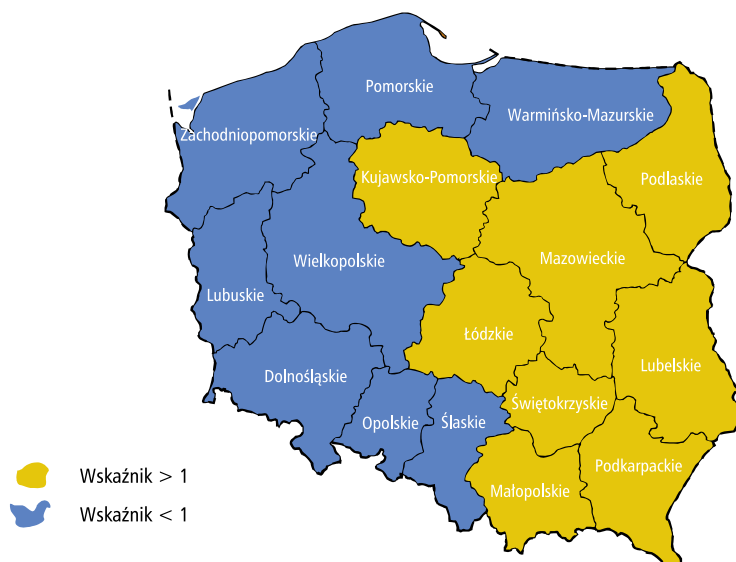 Pomorskie
Warmińsko-Mazurskie
Zachodniopomorskie
Kujawsko-Pomorskie
Podlaskie
Wielkopolskie
Mazowieckie
Lubuskie
Łódzkie
Lubelskie
Dolnośląskie
Świętokrzyskie
Opolskie
Ślaskie
Podkarpackie
Małopolskie
Wskaźnik > 1
Wskaźnik < 1